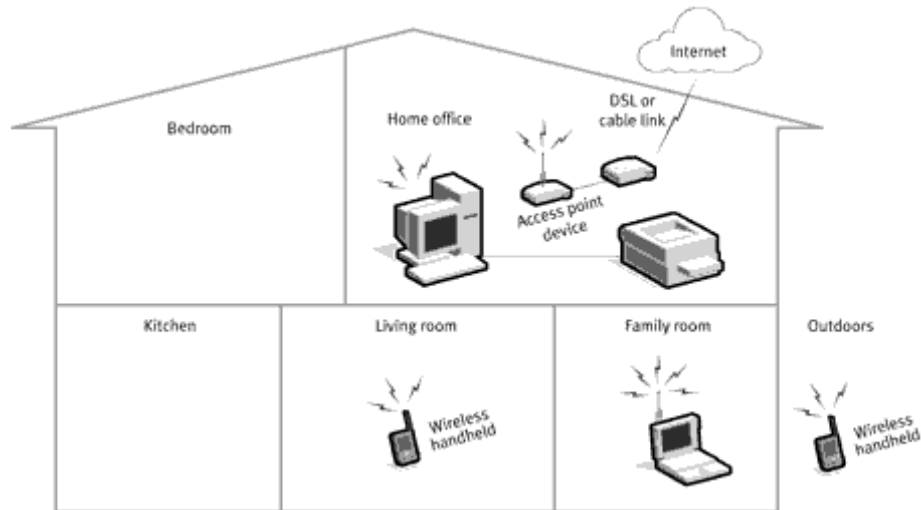 Internet
DSL or
cable link
Bedroom
Home office
Access point
device
Kitchen
Living room
Family room
Outdoors
Wireless
handheld
Wireless
handheld